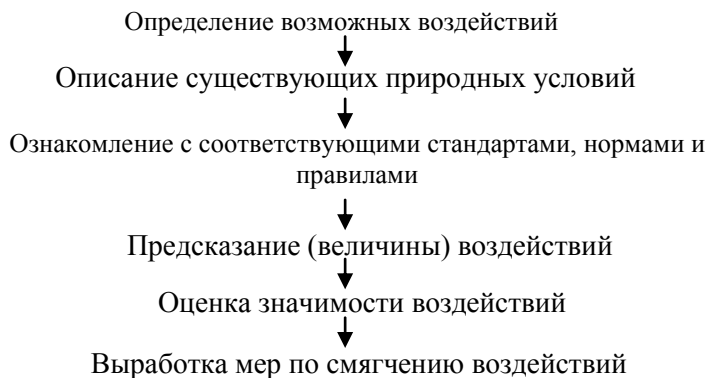 Определение возможных воздействий
Описание существующих природных условий
Ознакомление с соответствующими стандартами, нормами и
правилами
Предсказание (величины) воздействий
Оценка значимости воздействий
Выработка мер по смягчению воздействий